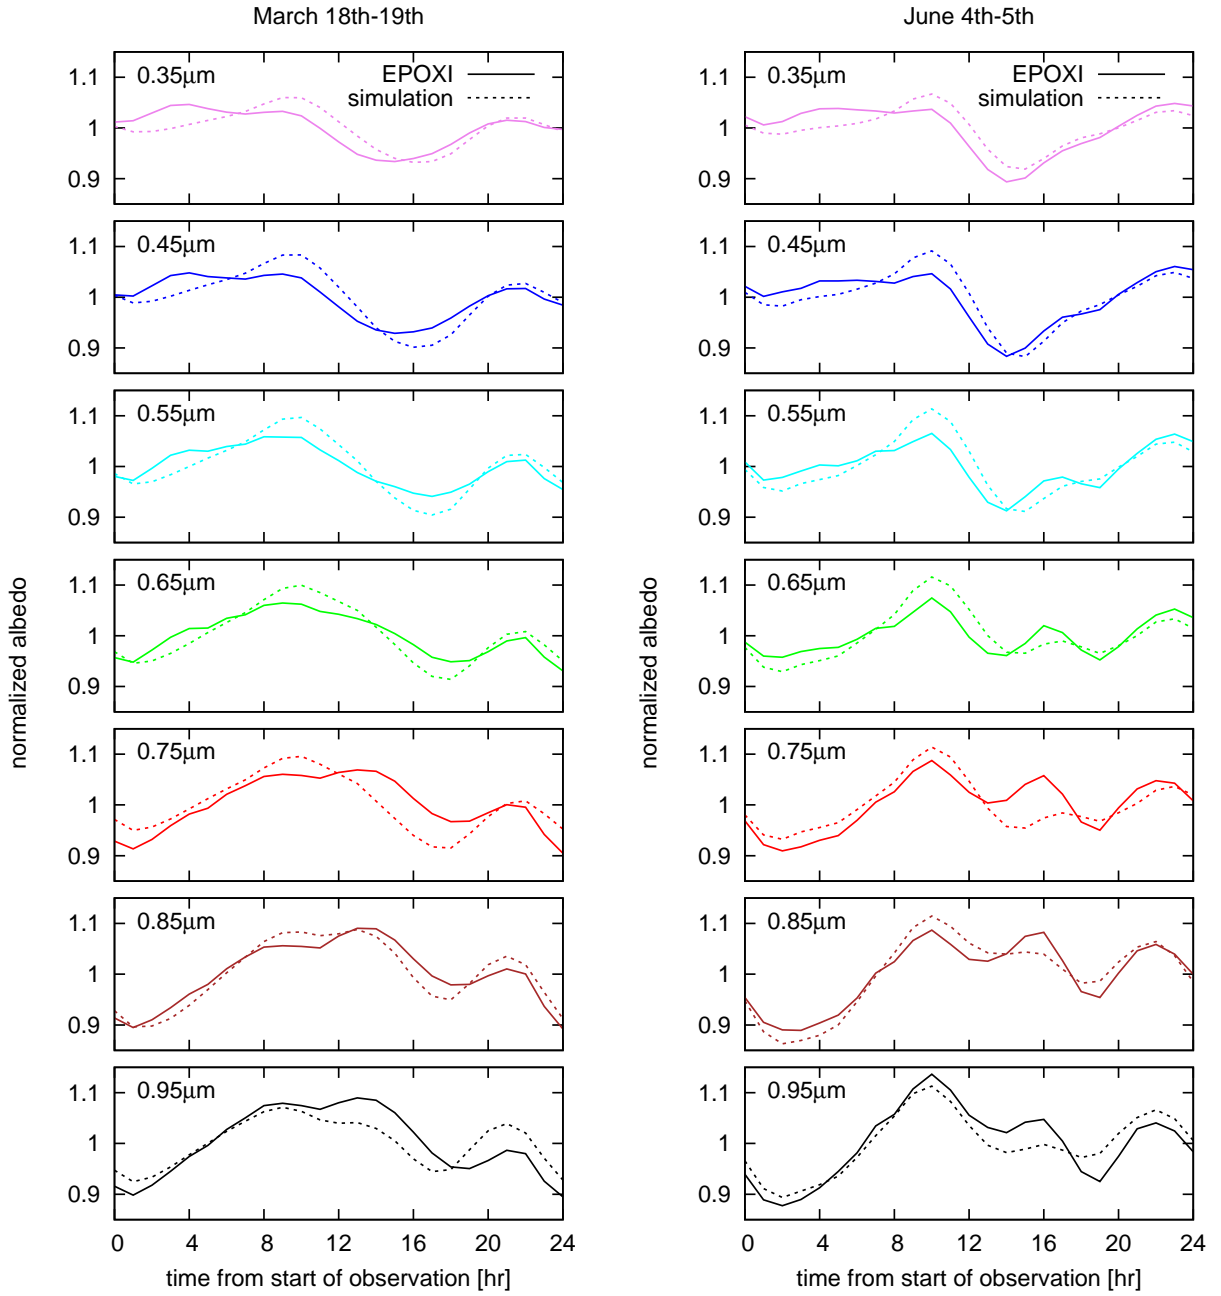 March 18th-19th
1.1
1
0.9
0.35μm
EPOXI
simulation
1.1
1
0.9
0.45μm
1.1
1
0.9
0.55μm
1.1
1
0.9
0.65μm
1.1
1
0.9
0.75μm
1.1
1
0.9
0.85μm
1.1
1
0.9
0.95μm
0 4 8 12 16 20 24
time from start of observation [hr]
normalized albedo
June 4th-5th
1.1
1
0.9
0.35μm
EPOXI
simulation
1.1
1
0.9
0.45μm
1.1
1
0.9
0.55μm
1.1
1
0.9
0.65μm
1.1
1
0.9
0.75μm
1.1
1
0.9
0.85μm
1.1
1
0.9
0.95μm
0 4 8 12 16 20 24
time from start of observation [hr]
normalized albedo